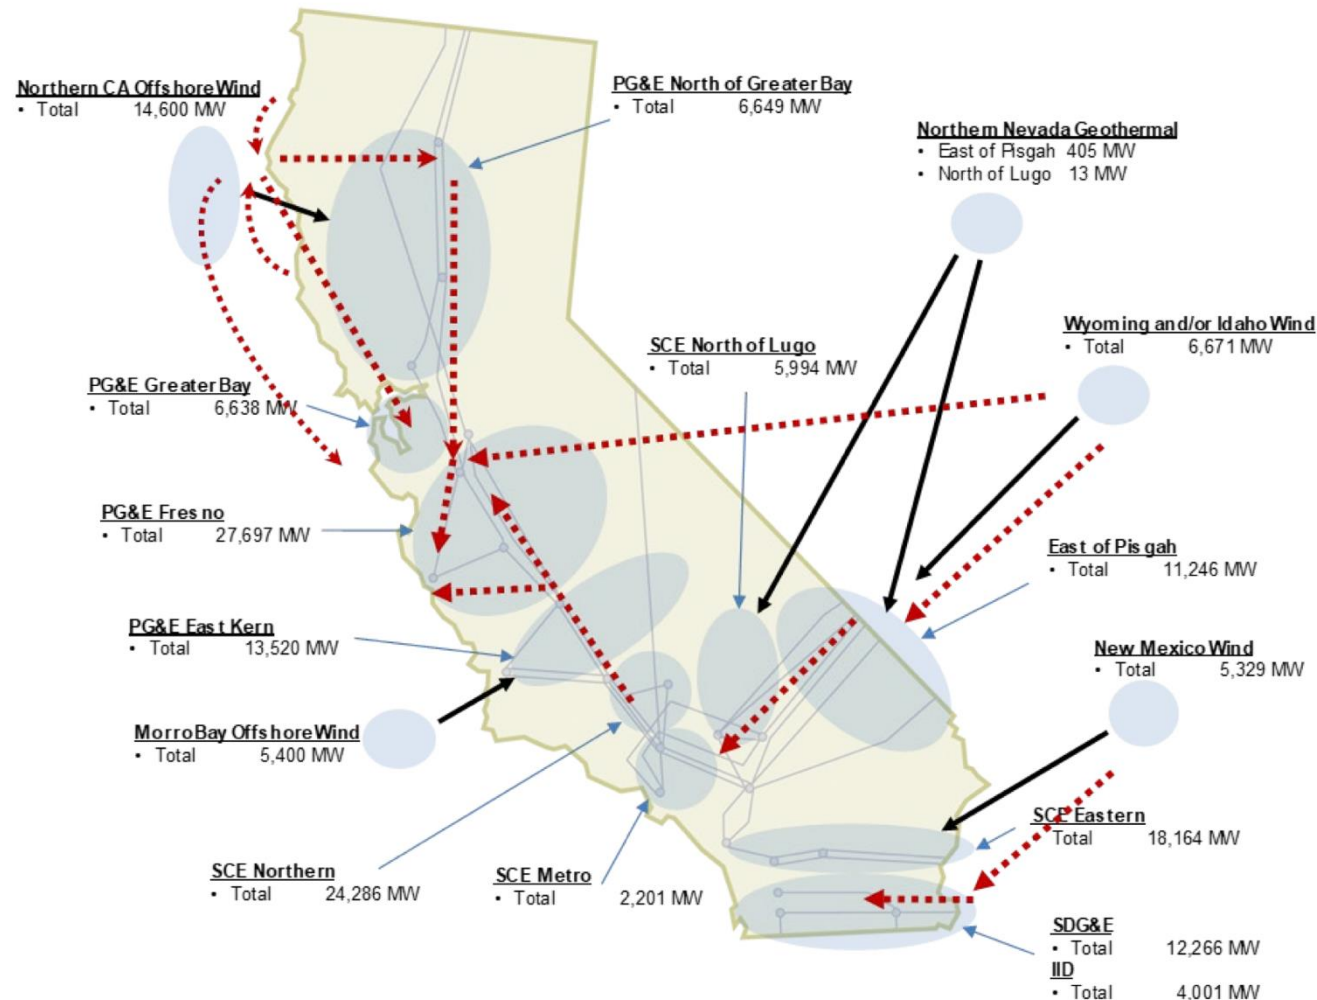 Northern CA Offshore Wind
• Total 14,600 MW
PG&E North of Greater Bay
• Total 6,649 MW
Northern Nevada Geothermal
• East of Pisgah 405 MW
• North of Lugo 13 MW
Wyoming and/or Idaho Wind
• Total 6,671 MW
SCE North of Lugo
• Total 5,994 MW
PG&E Greater Bay
• Total 6,638 MW
PG&E Fresno
• Total 27,697 MW
East of Pisgah
• Total 11,246 MW
PG&E East Kern
• Total 13,520 MW
New Mexico Wind
• Total 5,329 MW
Morro Bay Offshore Wind
• Total 5,400 MW
SCE Eastern
Total 18,164 MW
SCE Northern
• Total 24,286 MW
SCE Metro
• Total 2,201 MW
SDG&E
• Total 12,266 MW
IID
• Total 4,001 MW